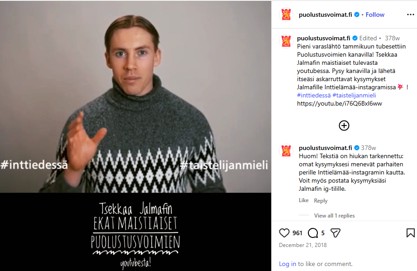 puolustusvoimat.fi • Follow
puolustusvoimat.fi Edited • 378w
Pieni varaslähtö tammikuun tubesettiin
Puolustusvoimien kanavilla! Tsekkaa
Jalmafin maistiaiset tulevasta
youtubessa. Pysy kanavilla ja lähetä
itseäsi askarruttavat kysymykset
Jalmafille Inttielämää-instagramissa !
#inttiedessä #taistelijanmieli
https://youtu.be/i76Q6BxI6ww
puolustusvoimat.fi 378w
Huom! Tekstiä on hiukan tarkennettu:
omat kysymyksesi menevät parhaiten
perille Inttielämää-instagramin kautta.
Voit myös postata kysymyksiäsi
Jalmafin ig-tilille.
Like Reply
View all 1 replies
961 5
December 21, 2018
Log in to like or comment.
#inttiedessä #taistelijanmieli
Tsekkaa Jalmafin
EKAT MAISTIAISET
PUOLUSTUSVOIMIEN
youtubesta!